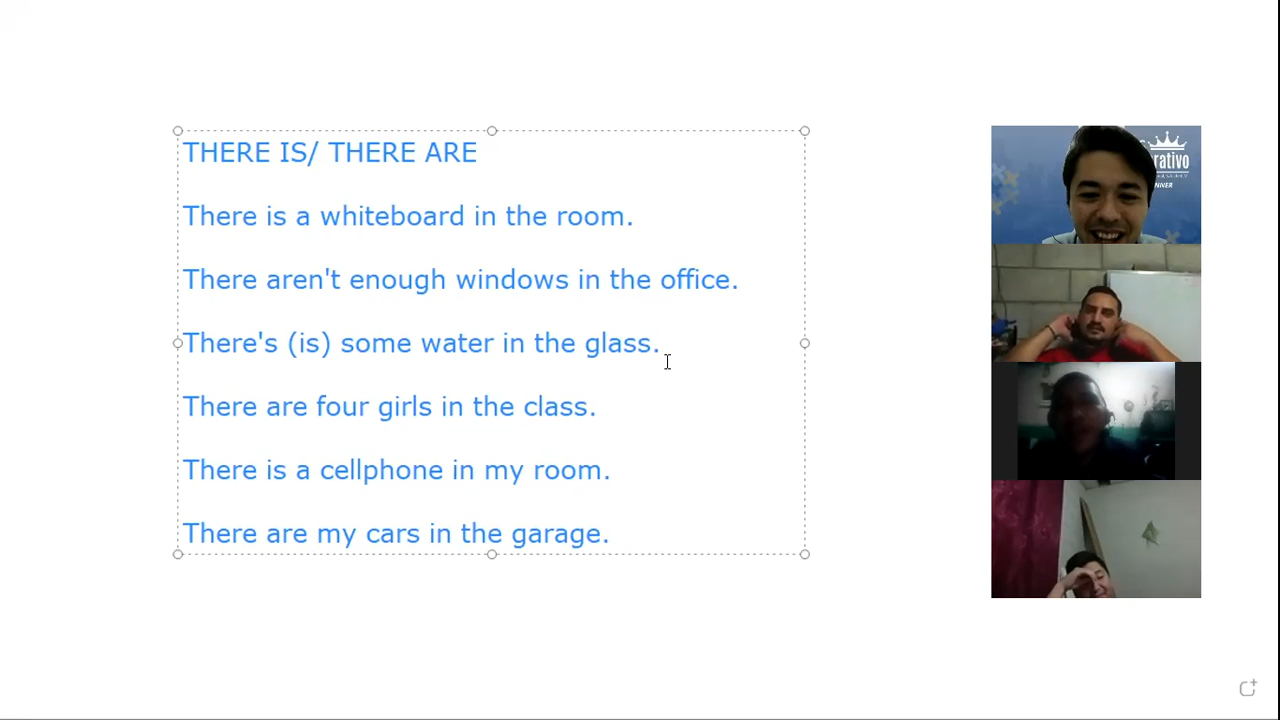 THERE IS/ THERE ARE
There is a whiteboard in the room.
There aren't enough windows in the office.
There's (is) some water in the glass.
There are four girls in the class.
There is a cellphone in my room.
There are my cars in the garage.